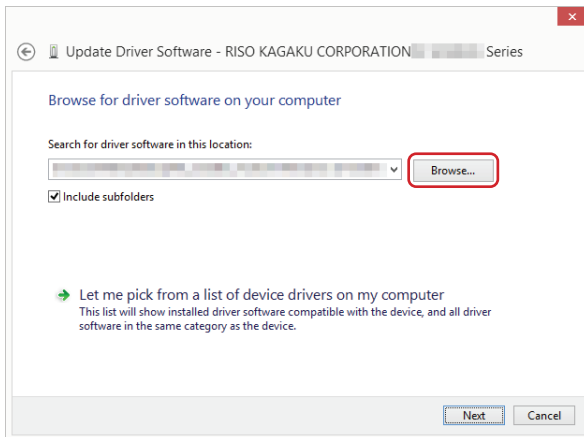 Update Driver Software - RISO KAGAKU CORPORATION Series
Browse for driver software on your computer
Search for driver software in this location:
Browse...
Include subfolders
Let me pick from a list of device drivers on my computer
This list will show installed driver software compatible with the device, and all driver
software in the same category as the device.
Next Cancel